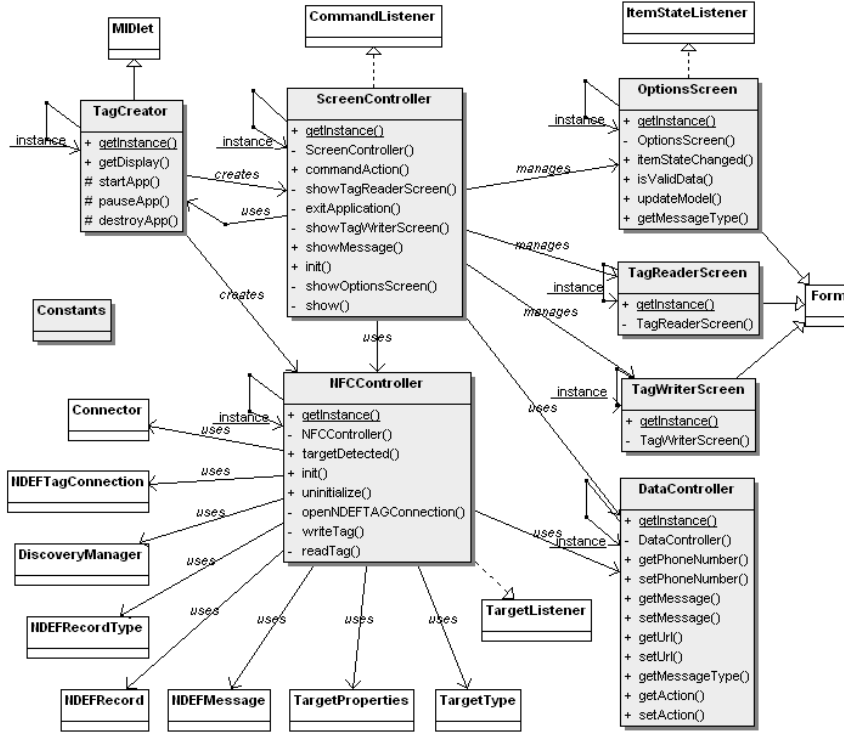 CommandListener
ItemStateListener
MIDlet
TagCreator
+ getInstance()
+ getDisplay()
# startApp()
# pauseApp()
# destroyApp()
instance
ScreenController
+ getInstance()
- ScreenController()
+ commandAction()
- showTagReaderScreen()
- exitApplication()
- showTagWriterScreen()
+ showMessage()
+ init()
- showOptionsScreen()
- show()
instance
OptionsScreen
+ getInstance()
- OptionsScreen()
+ itemStateChanged()
+ isValidData()
+ updateModel()
+ getMessageType()
instance
creates
uses
manages
manages
manages
creates
uses
uses
TagReaderScreen
+ getInstance()
- TagReaderScreen()
instance
Form
Constants
TagWriterScreen
+ getInstance()
- TagWriterScreen()
instance
NFCController
+ getInstance()
- NFCController()
+ targetDetected()
+ init()
+ uninitialize()
- openNDEFTAGConnection()
- writeTag()
- readTag()
instance
Connector
uses
NDEFTagConnection
uses
DiscoveryManager
uses
NDEFRecordType
uses
NDEFRecord
uses
NDEFMessage
uses
TargetProperties
uses
TargetType
uses
TargetListener
uses
DataController
+ getInstance()
- DataController()
+ getPhoneNumber()
+ setPhoneNumber()
+ getMessage()
+ setMessage()
+ getUrl()
+ setUrl()
+ getMessageType()
+ getAction()
+ setAction()
instance